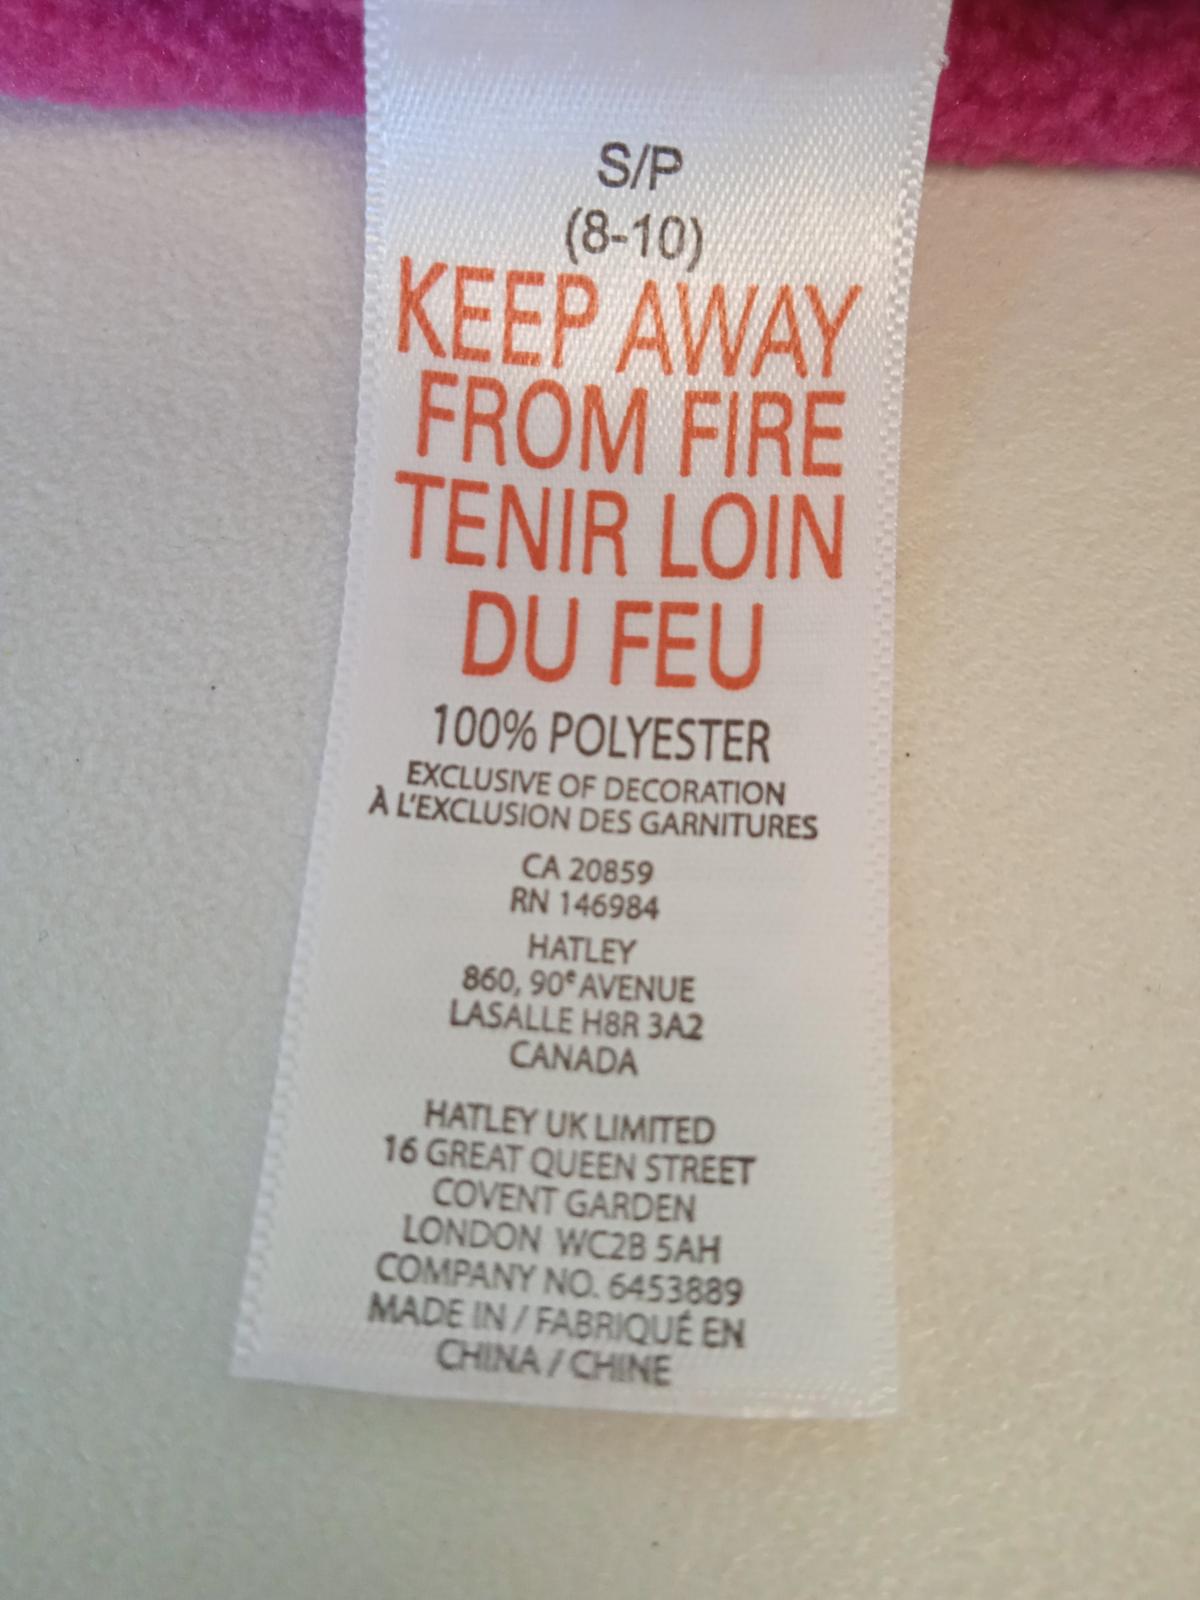 S/P
(8-10)
KEEP AWAY
FROM FIRE
TENIR LOIN
DU FEU
100% POLYESTER
EXCLUSIVE OF DECORATION
À L'EXCLUSION DES GARNITURES
CA 20859
RN 146984
HATLEY
860, 90ᵉ AVENUE
LASALLE H8R 3A2
CANADA
HATLEY UK LIMITED
16 GREAT QUEEN STREET
COVENT GARDEN
LONDON WC2B 5AH
COMPANY NO. 6453889
MADE IN / FABRIQUÉ EN
CHINA / CHINE